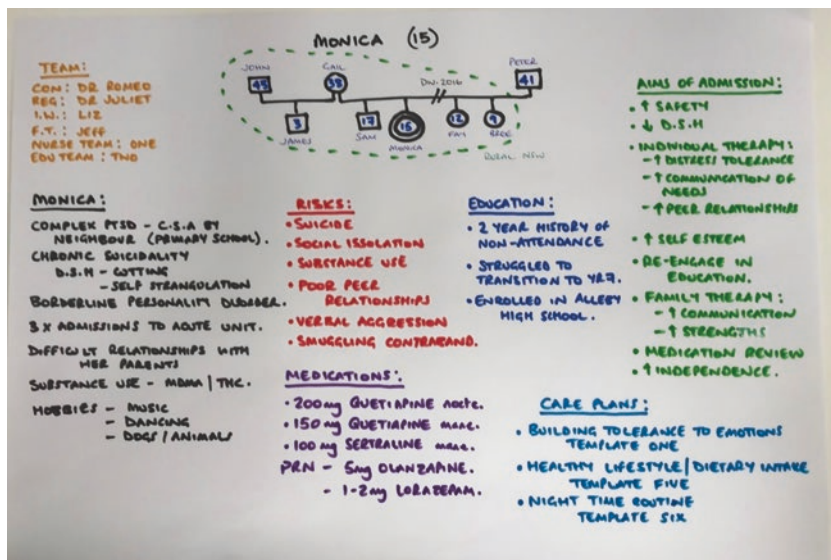 MONICA (15)
TEAM:
CON: DR ROMEO
REG: DR JULIET
I.W.: LIZ
F.T.: JEFF
NURSE TEAM: ONE
EDU TEAM: TWO
JOHN
GAIL
PETER
45
38
DIV-2016
41
3
17
15
12
9
JAMES
SAM
MONICA
FAY
BREE
RURAL NSW
AIMS OF ADMISSION:
• ↑ SAFETY
• ↓ D.S.H
• INDIVIDUAL THERAPY:
- ↑ DISTRESS TOLERANCE
- ↑ COMMUNICATION OF
NEEDS
- ↑ PEER RELATIONSHIPS
• ↑ SELF ESTEEM
• RE-ENGAGE IN
EDUCATION.
• FAMILY THERAPY:
- ↑ COMMUNICATION
- ↑ STRENGTHS
• MEDICATION REVIEW
• ↑ INDEPENDENCE.
MONICA:
COMPLEX PTSD - C.S.A BY
NEIGHBOUR (PRIMARY SCHOOL).
CHRONIC SUICIDALITY
D.S.H - CUTTING
- SELF STRANGULATION
BORDERLINE PERSONALITY DISORDER.
3 X ADMISSIONS TO ACUTE UNIT.
DIFFICULT RELATIONSHIPS WITH
HER PARENTS
SUBSTANCE USE - MDMA | THC.
HOBBIES - MUSIC
- DANCING
- DOGS / ANIMALS
RISKS:
• SUICIDE
• SOCIAL ISSOLATION
• SUBSTANCE USE
• POOR PEER
RELATIONSHIPS
• VERBAL AGGRESSION
• SMUGGLING CONTRABAND.
EDUCATION:
• 2 YEAR HISTORY OF
NON-ATTENDANCE
• STRUGGLED TO
TRANSITION TO YR7.
• ENROLLED IN ALLEBY
HIGH SCHOOL.
MEDICATIONS:
• 200mg QUETIAPINE nocte.
• 150mg QUETIAPINE mane.
• 100mg SERTRALINE mane.
PRN - 5mg OLANZAPINE.
- 1-2mg LORAZEPAM.
CARE PLANS:
• BUILDING TOLERANCE TO EMOTIONS
TEMPLATE ONE
• HEALTHY LIFESTYLE | DIETARY INTAKE
TEMPLATE FIVE
• NIGHT TIME ROUTINE
TEMPLATE SIX